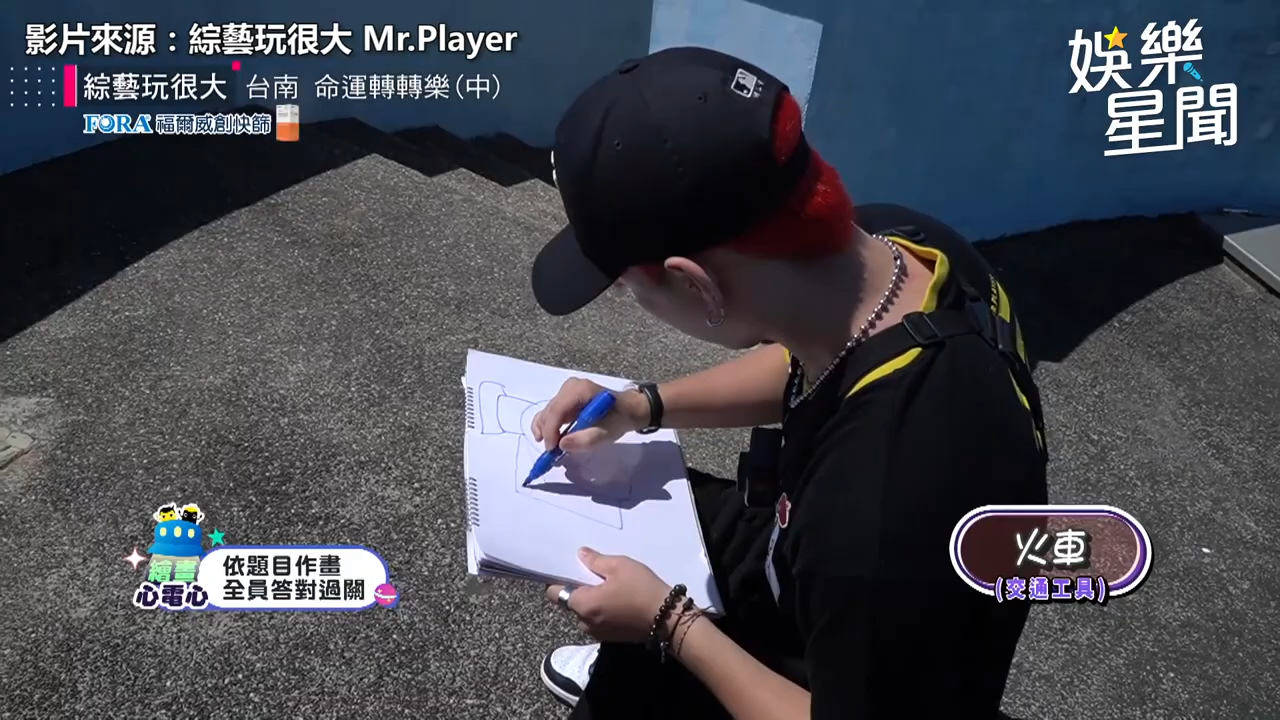 影片來源：綜藝玩很大 Mr.Player
綜藝玩很大 台南 命運轉轉樂(中)
FORA 福爾威創快篩
娛樂
星聞
繪畫
心電心
依題目作畫
全員答對過關
火車
(交通工具)